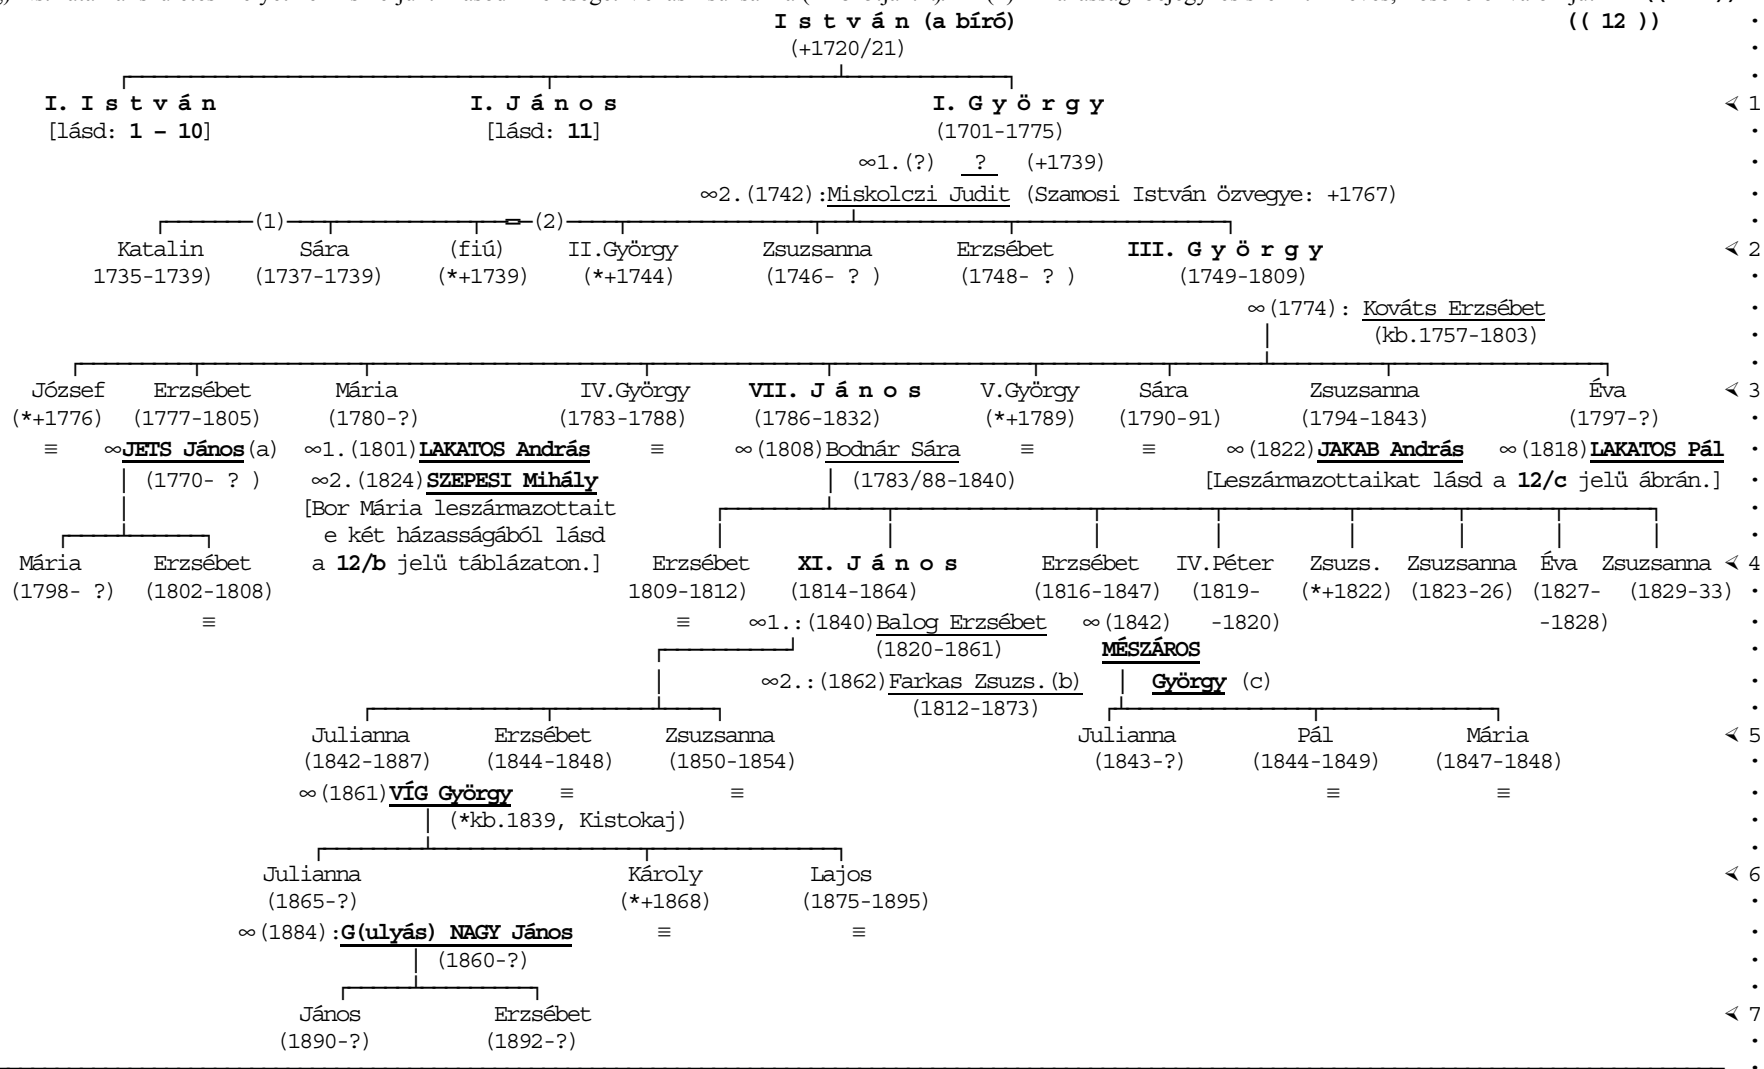 I s t v á n (a bíró) (( 12 ))
(+1720/21)
I. I s t v á n I. J á n o s I. G y ö r g y ⮘ 1
[lásd: 1 – 10] [lásd: 11] (1701-1775)
∞1.(?) ? (+1739)
∞2.(1742):Miskolczi Judit (Szamosi István özvegye: +1767)
(1) (2)
Katalin Sára (fiú) II.György Zsuzsanna Erzsébet III. G y ö r g y ⮘ 2
1735-1739) (1737-1739) (*+1739) (*+1744) (1746- ? ) (1748- ? ) (1749-1809)
∞(1774): Kováts Erzsébet
(kb.1757-1803)
József Erzsébet Mária IV.György VII. J á n o s V.György Sára Zsuzsanna Éva ⮘ 3
(*+1776) (1777-1805) (1780-?) (1783-1788) (1786-1832) (*+1789) (1790-91) (1794-1843) (1797-?)
≡ ∞JETS János(a) ∞1.(1801)LAKATOS András ≡ ∞(1808)Bodnár Sára ≡ ≡ ∞(1822)JAKAB András ∞(1818)LAKATOS Pál
(1770- ? ) ∞2.(1824)SZEPESI Mihály (1783/88-1840) [Leszármazottaikat lásd a 12/c jelü ábrán.]
[Bor Mária leszármazottait
e két házasságából lásd
Mária Erzsébet a 12/b jelü táblázaton.] Erzsébet XI. J á n o s Erzsébet IV.Péter Zsuzs. Zsuzsanna Éva Zsuzsanna ⮘ 4
(1798- ?) (1802-1808) 1809-1812) (1814-1864) (1816-1847) (1819- (*+1822) (1823-26) (1827- (1829-33)
≡ ≡ ∞1.:(1840)Balog Erzsébet ∞(1842) -1820) -1828)
(1820-1861) MÉSZÁROS
∞2.:(1862)Farkas Zsuzs.(b) György (c)
(1812-1873)
Julianna Erzsébet Zsuzsanna Julianna Pál Mária ⮘ 5
(1842-1887) (1844-1848) (1850-1854) (1843-?) (1844-1849) (1847-1848)
∞(1861)VÍG György ≡ ≡ ≡ ≡
(*kb.1839, Kistokaj)
Julianna Károly Lajos ⮘ 6
(1865-?) (*+1868) (1875-1895)
∞(1884):G(ulyás) NAGY János ≡ ≡
(1860-?)
János Erzsébet ⮘ 7
(1890-?) (1892-?)